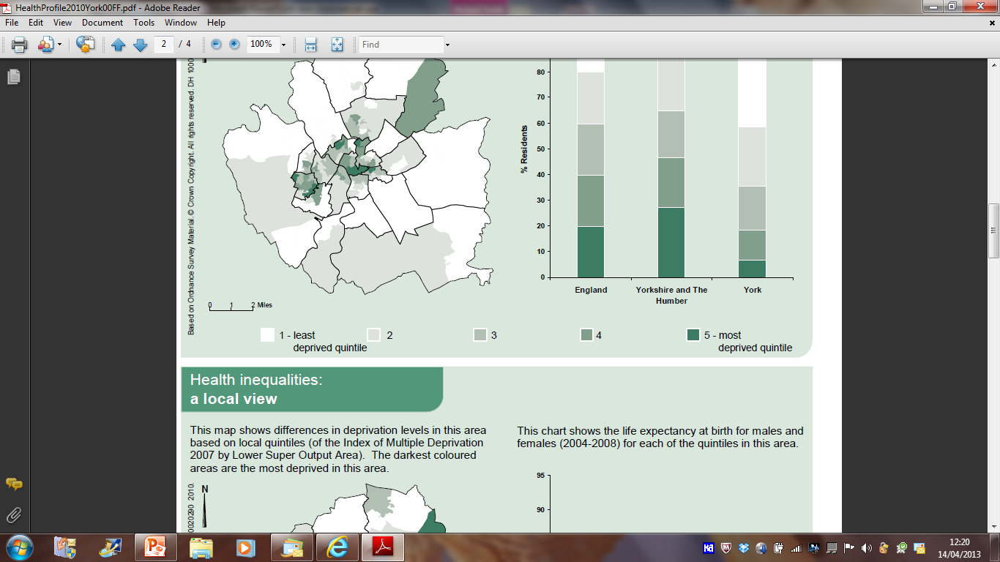 HealthProfile2010York00FF.pdf - Adobe Reader
File Edit View Document Tools Window Help
2 / 4 100% Find
Based on Ordnance Survey Material. © Crown Copyright. All rights reserved. DH 1000
% Residents
80
70
60
50
40
30
20
10
0
England
Yorkshire and The
Humber
York
0 1 2 Miles
1 - least
deprived quintile
2
3
4
5 - most
deprived quintile
Health inequalities:
a local view
This map shows differences in deprivation levels in this area
based on local quintiles (of the Index of Multiple Deprivation
2007 by Lower Super Output Area). The darkest coloured
areas are the most deprived in this area.
This chart shows the life expectancy at birth for males and
females (2004-2008) for each of the quintiles in this area.
N
2010.
95
90
12:20
14/04/2013